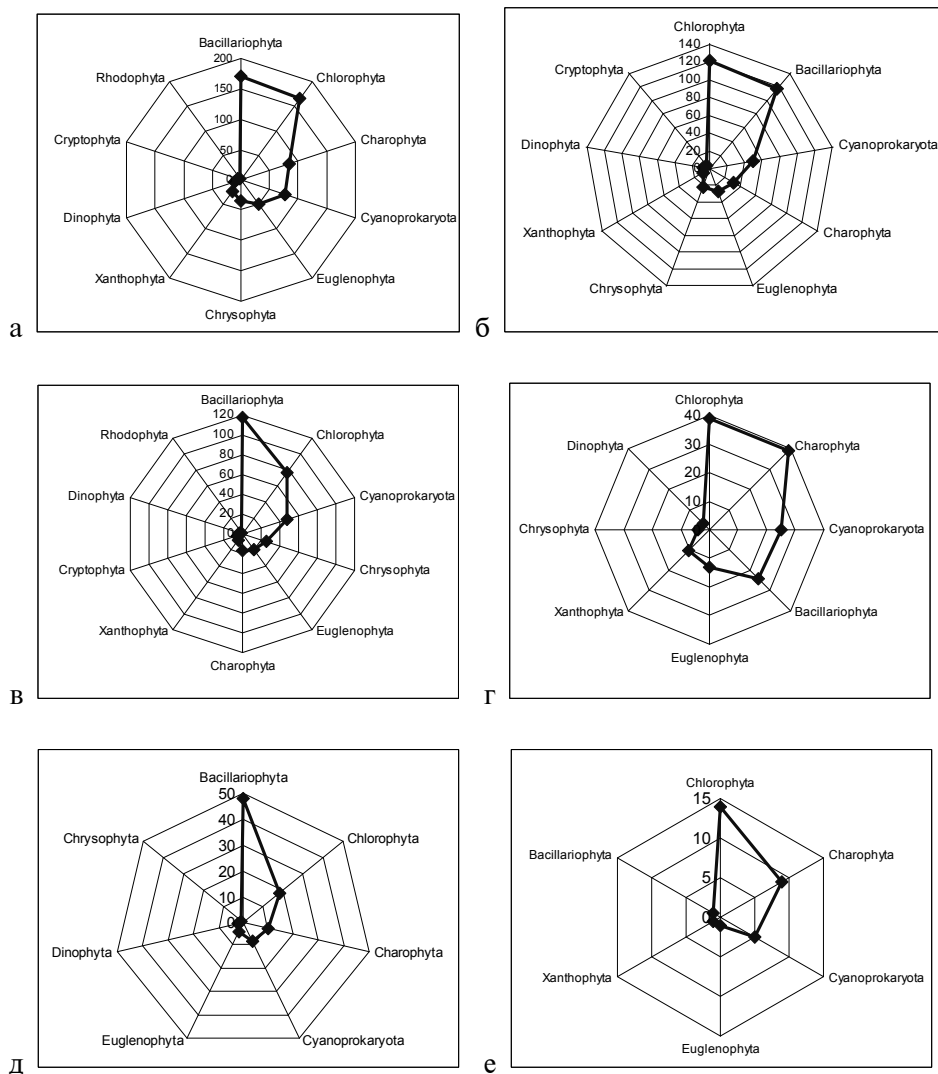 Bacillariophyta
200
Rhodophyta
Chlorophyta
150
100
Cryptophyta
Charophyta
50
0
Dinophyta
Cyanoprokaryota
Xanthophyta
Euglenophyta
Chrysophyta
а
Chlorophyta
140
120
Cryptophyta
Bacillariophyta
100
80
60
Dinophyta
Cyanoprokaryota
40
20
0
Xanthophyta
Charophyta
Chrysophyta
Euglenophyta
б
Bacillariophyta
120
Rhodophyta
Chlorophyta
100
80
60
Dinophyta
Cyanoprokaryota
40
20
0
Cryptophyta
Chrysophyta
Xanthophyta
Euglenophyta
Charophyta
в
Chlorophyta
40
Dinophyta
Charophyta
30
20
10
0
Chrysophyta
Cyanoprokaryota
Xanthophyta
Bacillariophyta
Euglenophyta
г
Bacillariophyta
50
Chrysophyta
Chlorophyta
40
30
20
10
0
Dinophyta
Charophyta
Euglenophyta
Cyanoprokaryota
д
Chlorophyta
15
Bacillariophyta
Charophyta
10
5
0
Xanthophyta
Cyanoprokaryota
Euglenophyta
е